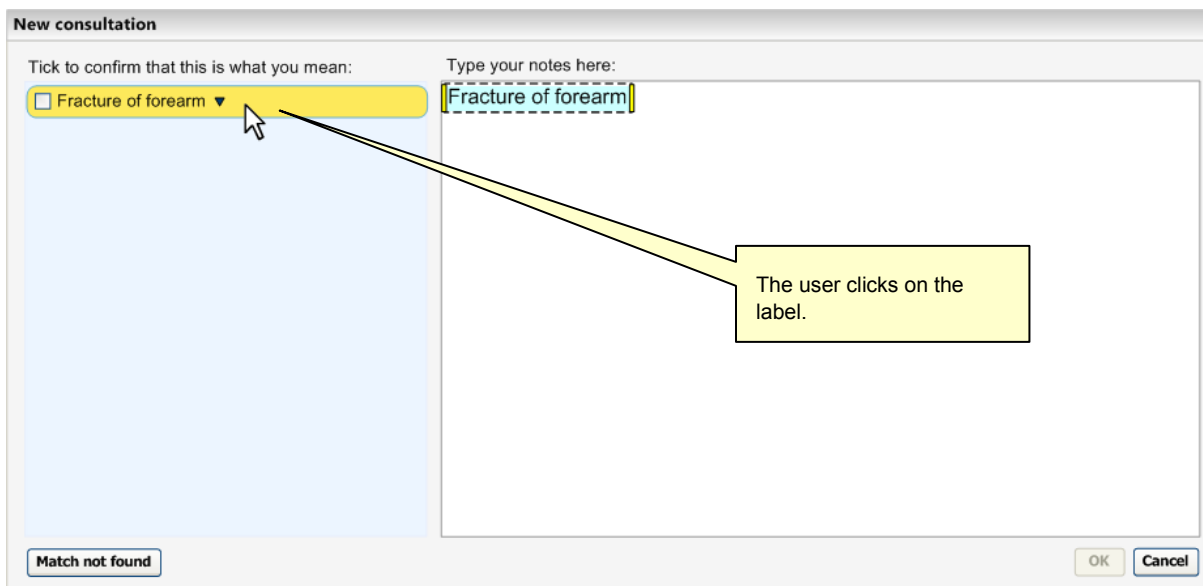 New consultation
Tick to confirm that this is what you mean:
Type your notes here:
Fracture of forearm
Fracture of forearm
The user clicks on the
label.
Match not found
OK
Cancel